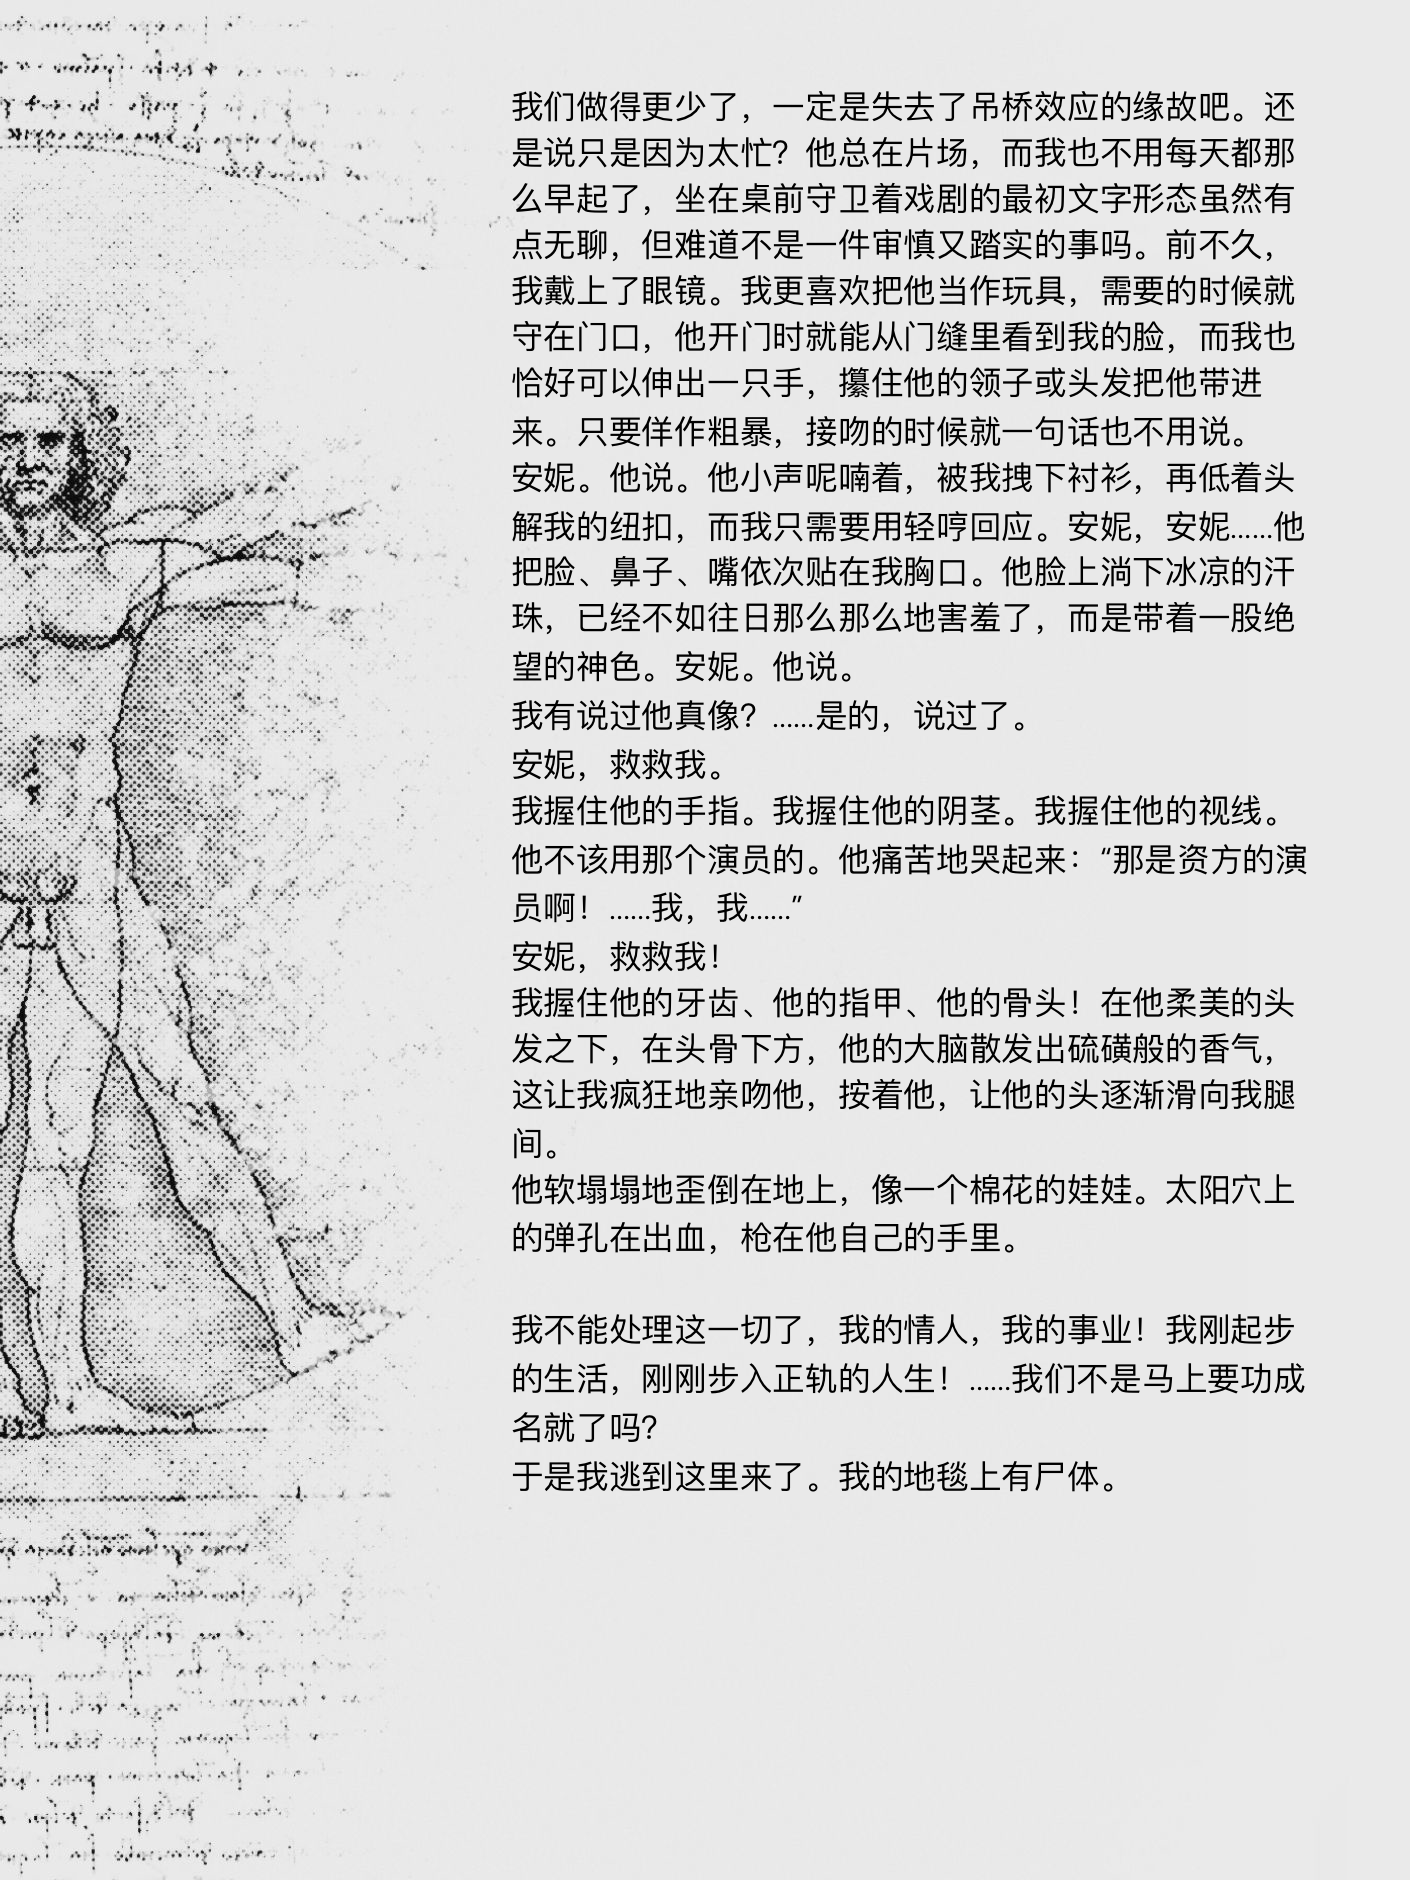 我们做得更少了，一定是失去了吊桥效应的缘故吧。还
是说只是因为太忙？他总在片场，而我也不用每天都那
么早起了，坐在桌前守卫着戏剧的最初文字形态虽然有
点无聊，但难道不是一件审慎又踏实的事吗。前不久，
我戴上了眼镜。我更喜欢把他当作玩具，需要的时候就
守在门口，他开门时就能从门缝里看到我的脸，而我也
恰好可以伸出一只手，攥住他的领子或头发把他带进
来。只要佯作粗暴，接吻的时候就一句话也不用说。
安妮。他说。他小声呢喃着，被我拽下衬衫，再低着头
解我的纽扣，而我只需要用轻哼回应。安妮，安妮……他
把脸、鼻子、嘴依次贴在我胸口。他脸上淌下冰凉的汗
珠，已经不如往日那么那么地害羞了，而是带着一股绝
望的神色。安妮。他说。
我有说过他真像？……是的，说过了。
安妮，救救我。
我握住他的手指。我握住他的阴茎。我握住他的视线。
他不该用那个演员的。他痛苦地哭起来：“那是资方的演
员啊！……我，我……”
安妮，救救我！
我握住他的牙齿、他的指甲、他的骨头！在他柔美的头
发之下，在头骨下方，他的大脑散发出硫磺般的香气，
这让我疯狂地亲吻他，按着他，让他的头逐渐滑向我腿
间。
他软塌塌地歪倒在地上，像一个棉花的娃娃。太阳穴上
的弹孔在出血，枪在他自己的手里。
我不能处理这一切了，我的情人，我的事业！我刚起步
的生活，刚刚步入正轨的人生！……我们不是马上要功成
名就了吗？
于是我逃到这里来了。我的地毯上有尸体。